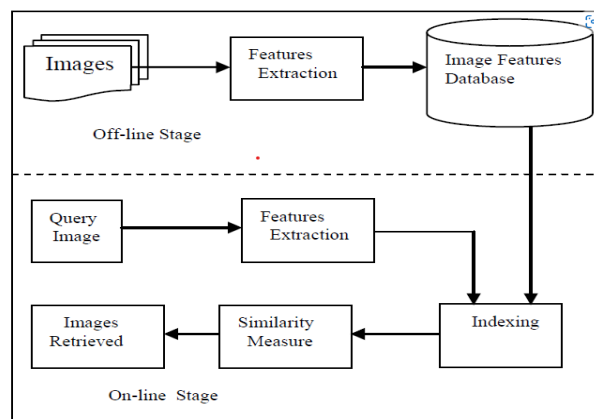 Images
Features
Extraction
Image Features
Database
Off-line Stage
Query
Image
Features
Extraction
Images
Retrieved
Similarity
Measure
Indexing
On-line Stage